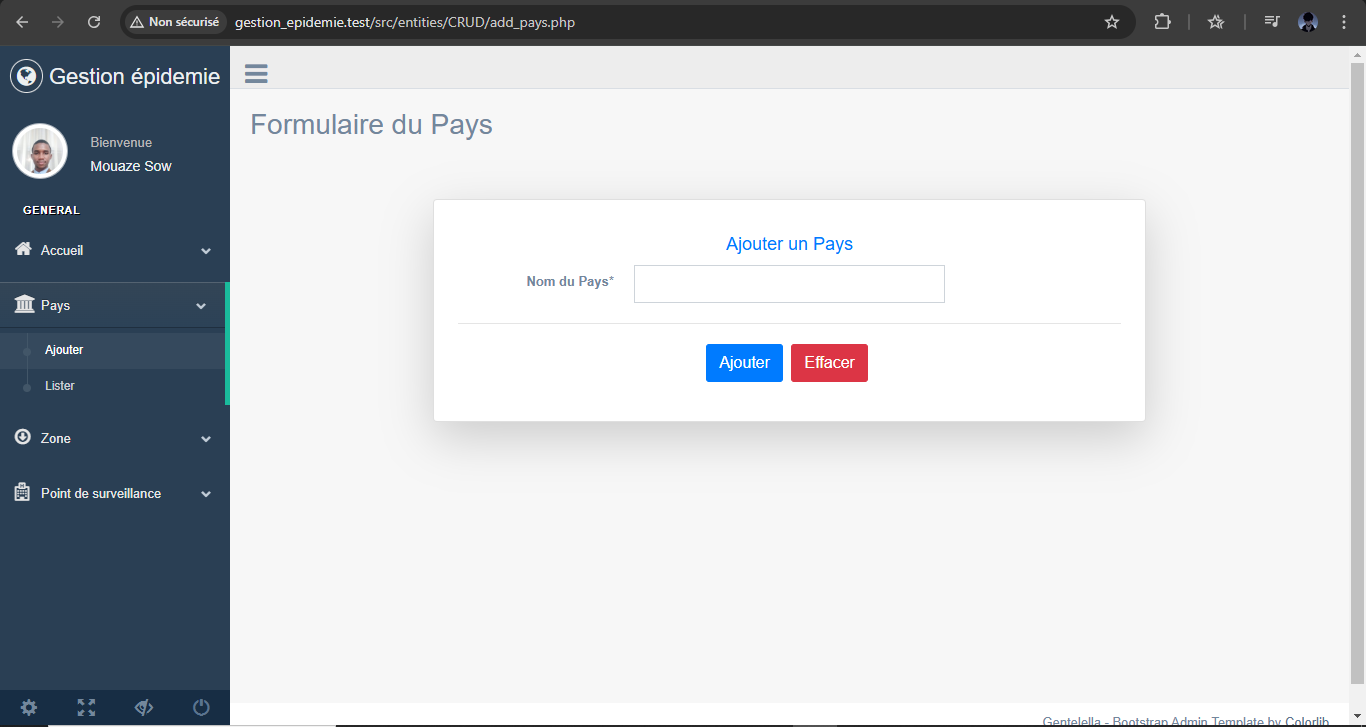 Non sécurisé gestion_epidemie.test/src/entities/CRUD/add_pays.php
Gestion épidemie
Bienvenue
Mouaze Sow
GENERAL
Accueil
Pays
Ajouter
Lister
Zone
Point de surveillance
Formulaire du Pays
Ajouter un Pays
Nom du Pays*
Ajouter Effacer
Gentelella - Bootstrap Admin Template by Colorlib